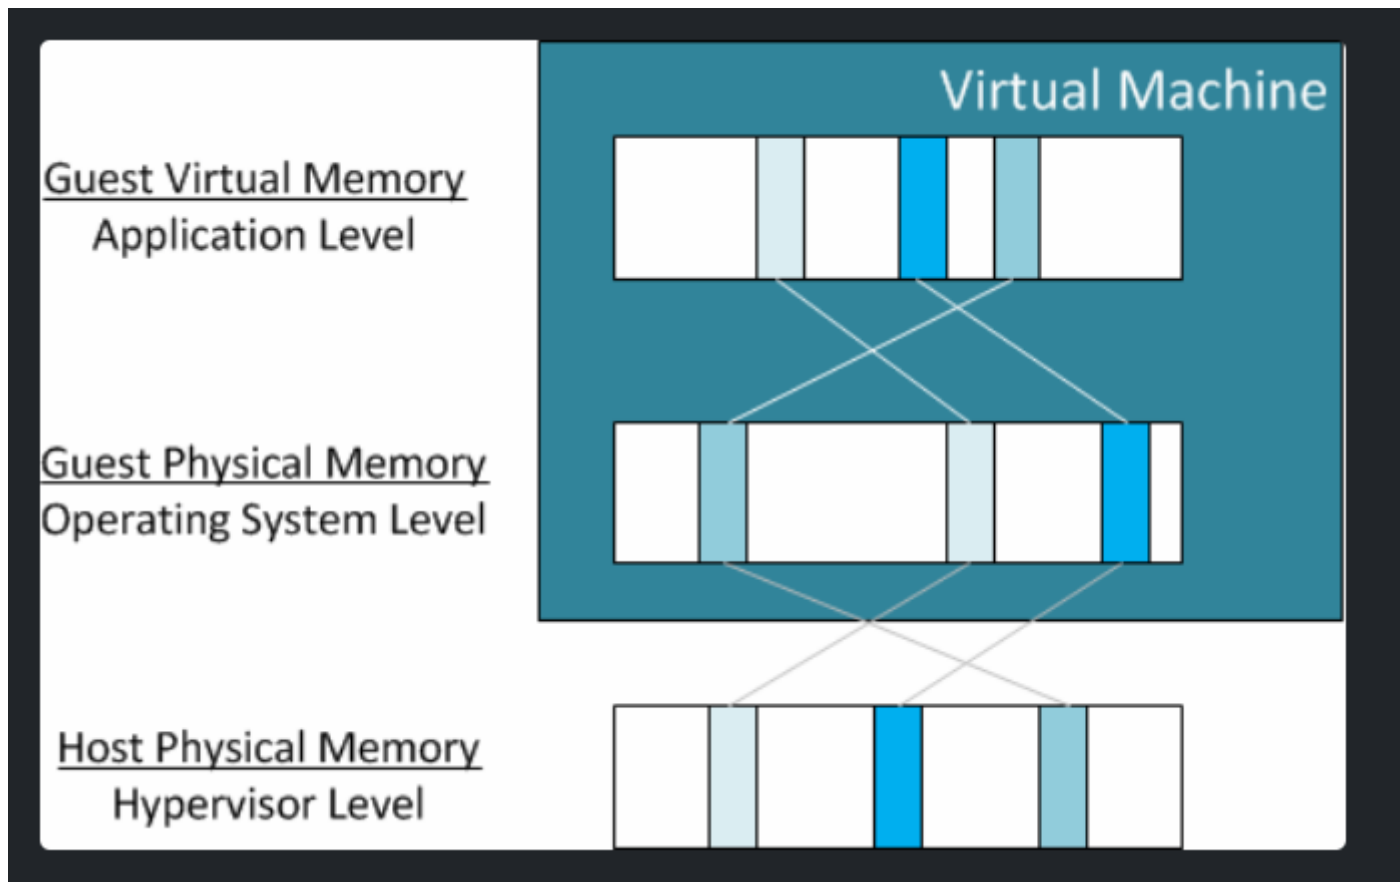 Virtual Machine
Guest Virtual Memory
Application Level
Guest Physical Memory
Operating System Level
Host Physical Memory
Hypervisor Level